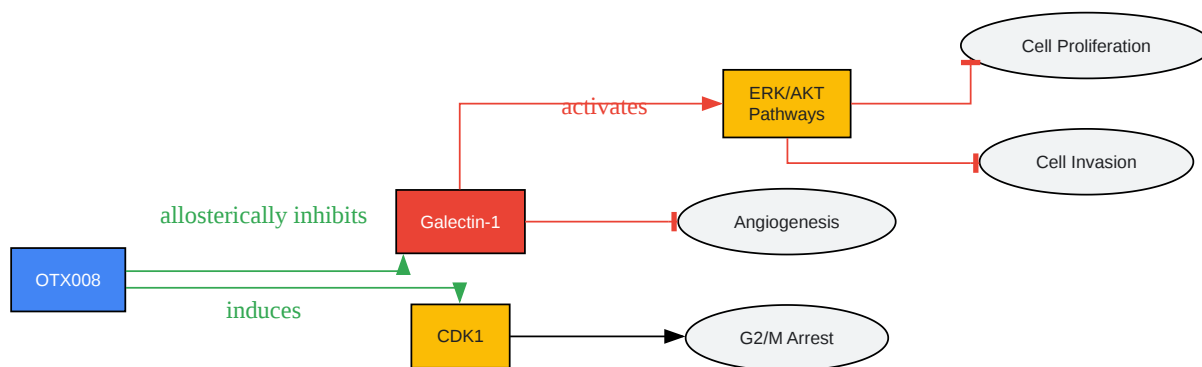 Cell Proliferation
ERK/AKT
Pathways
activates
Cell Invasion
allosterically inhibits
Galectin-1
Angiogenesis
OTX008
induces
CDK1
G2/M Arrest